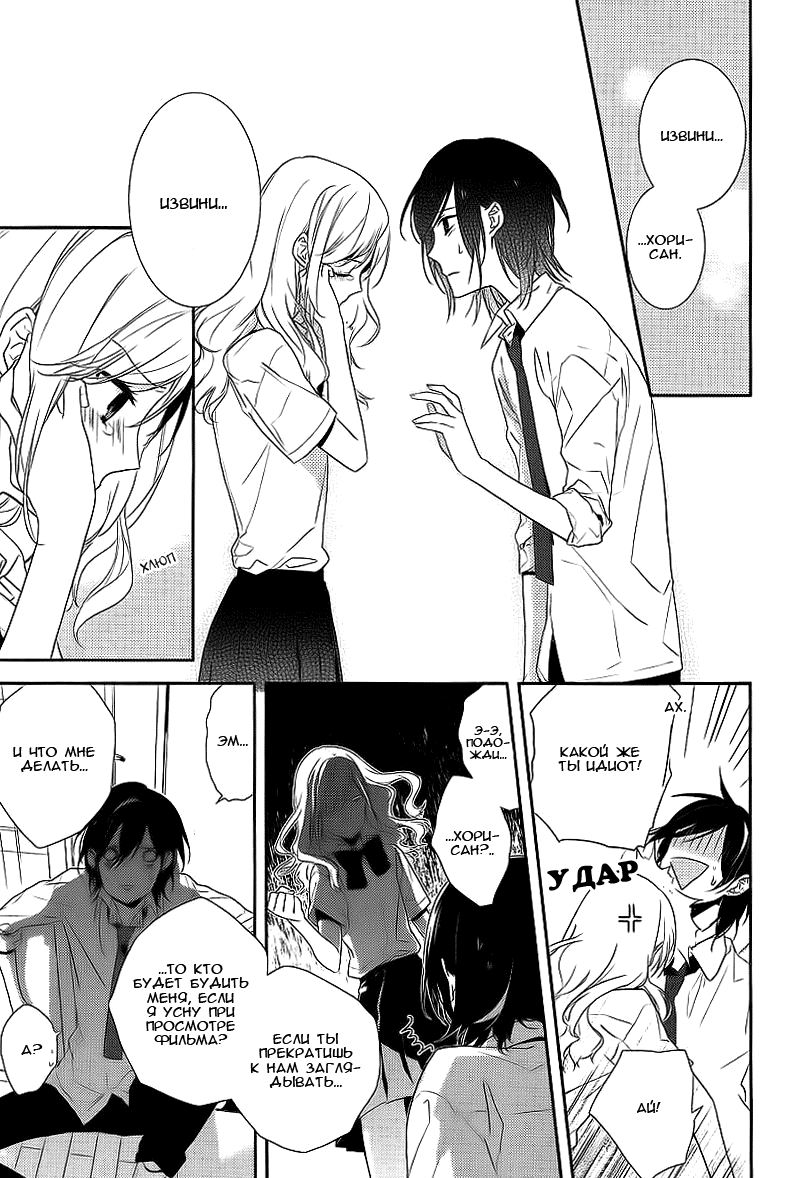 ИЗВИНИ...
...ХОРИ-
САН.
ИЗВИНИ...
ХЛЮП
АХ.
КАКОЙ ЖЕ
ТЫ ИДИОТ!
УДАР
АЙ!
Э-Э,
ПОДО-
ЖДИ...
...ХОРИ-
САН?..
ЕСЛИ ТЫ
ПРЕКРАТИШЬ
К НАМ ЗАГЛЯ-
ДЫВАТЬ...
ЭМ...
И ЧТО МНЕ
ДЕЛАТЬ...
...ТО КТО
БУДЕТ БУДИТЬ
МЕНЯ, ЕСЛИ
Я УСНУ ПРИ
ПРОСМОТРЕ
ФИЛЬМА?
А?